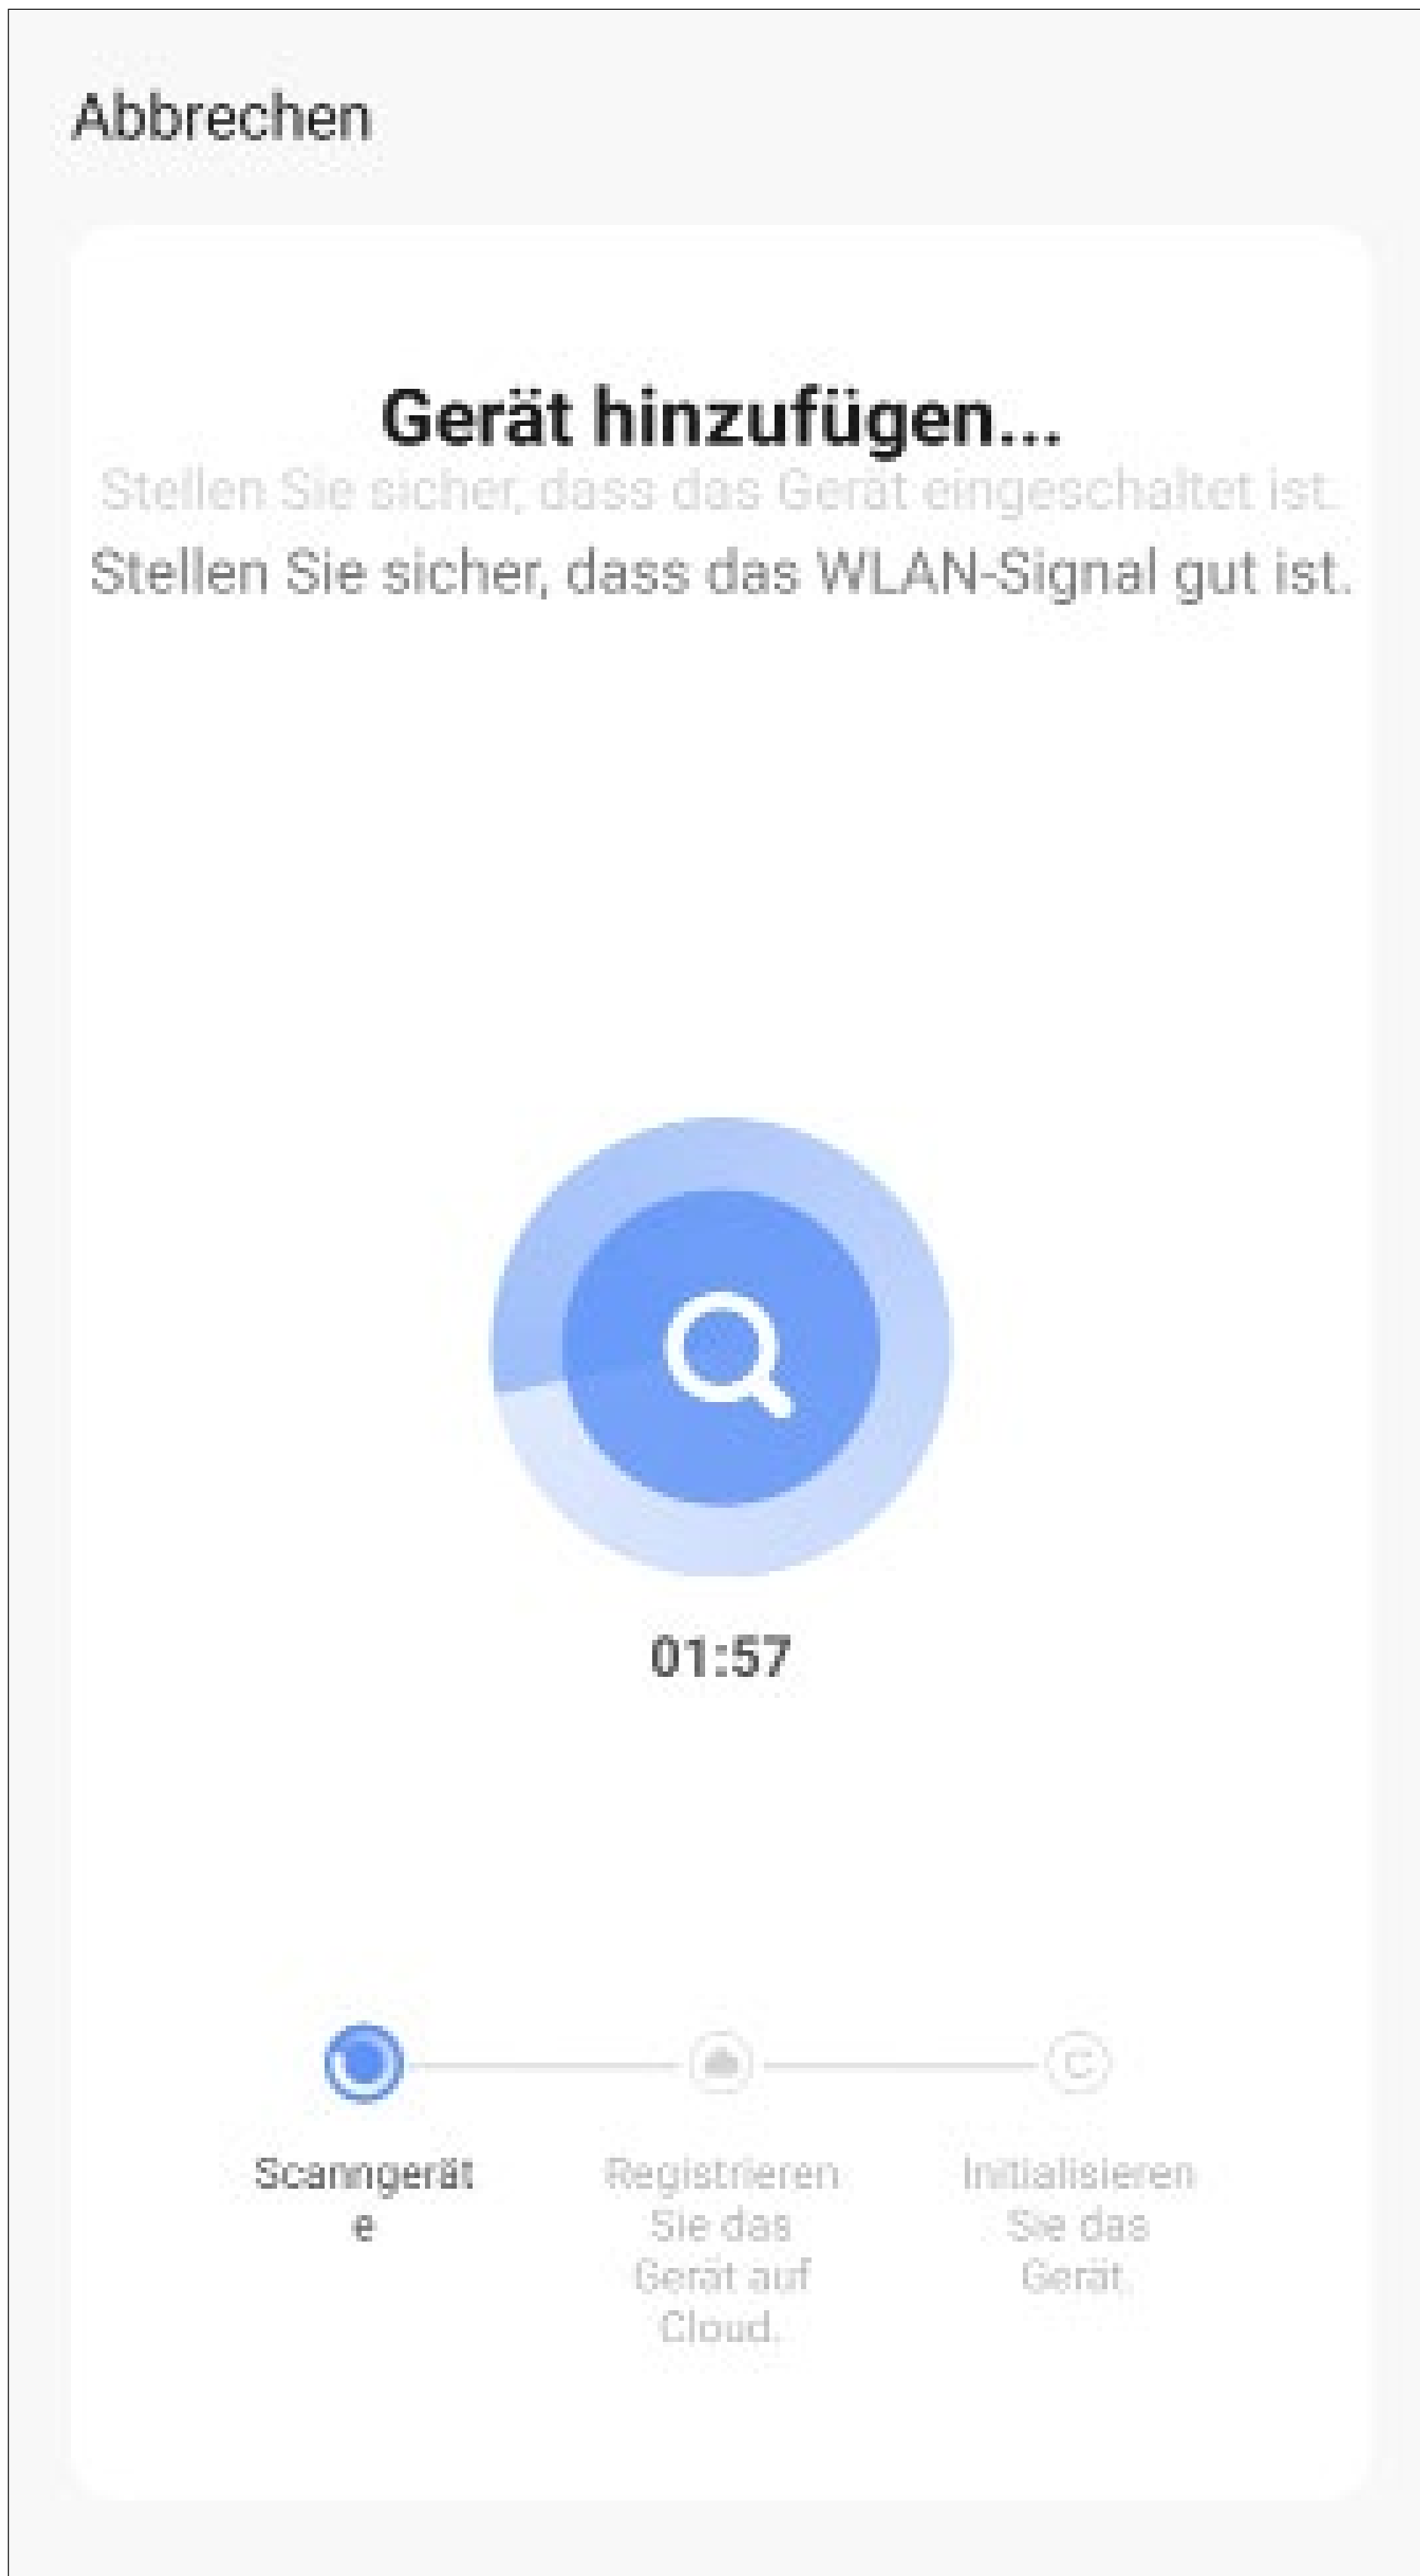 Abbrechen
Gerät hinzufügen...
Stellen Sie sicher, dass das Gerät eingeschaltet ist.
Stellen Sie sicher, dass das WLAN-Signal gut ist.
01:57
Scanngerät
e
Registrieren
Sie das
Gerät auf
Cloud.
Initialisieren
Sie das
Gerät.